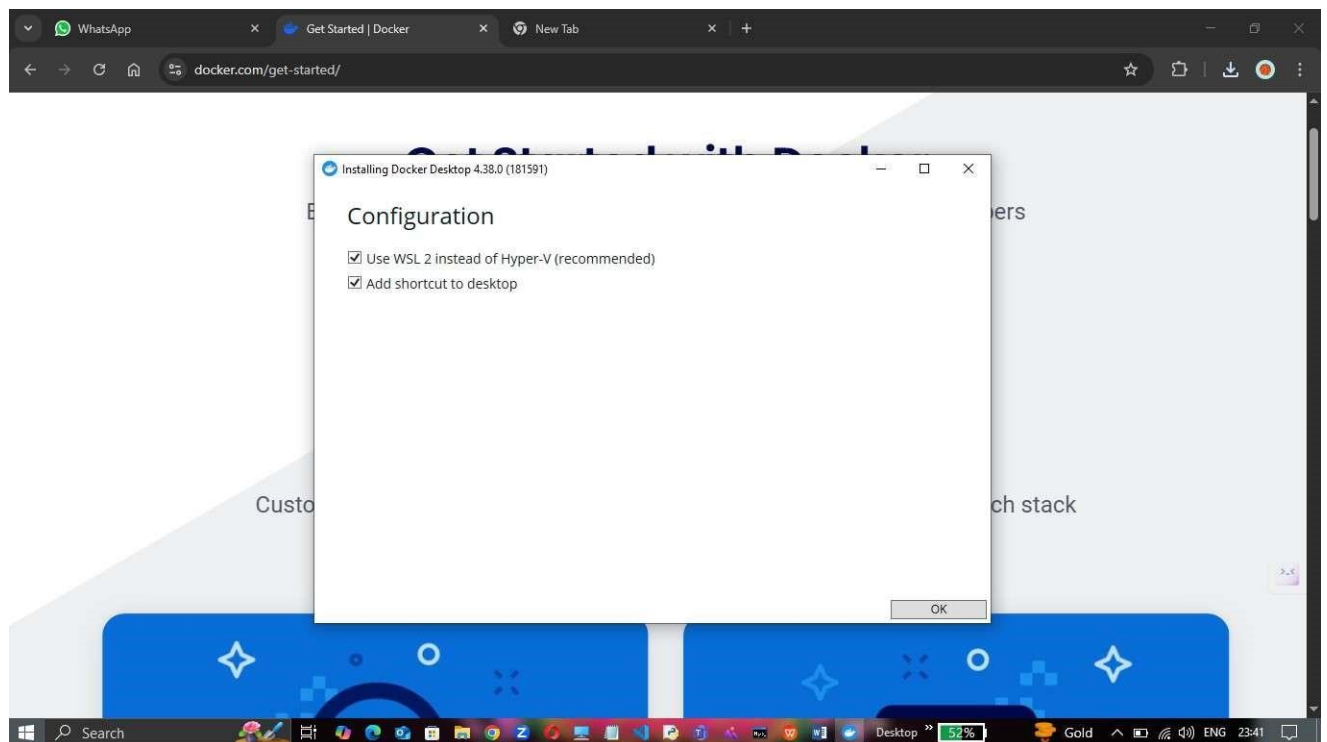 WhatsApp
Get Started | Docker
New Tab
docker.com/get-started/
Installing Docker Desktop 4.38.0 (181591)
ers
Configuration
Use WSL 2 instead of Hyper-V (recommended)
Add shortcut to desktop
Custo
ch stack
OK
Search
Desktop
52%
Gold
ENG
23:41